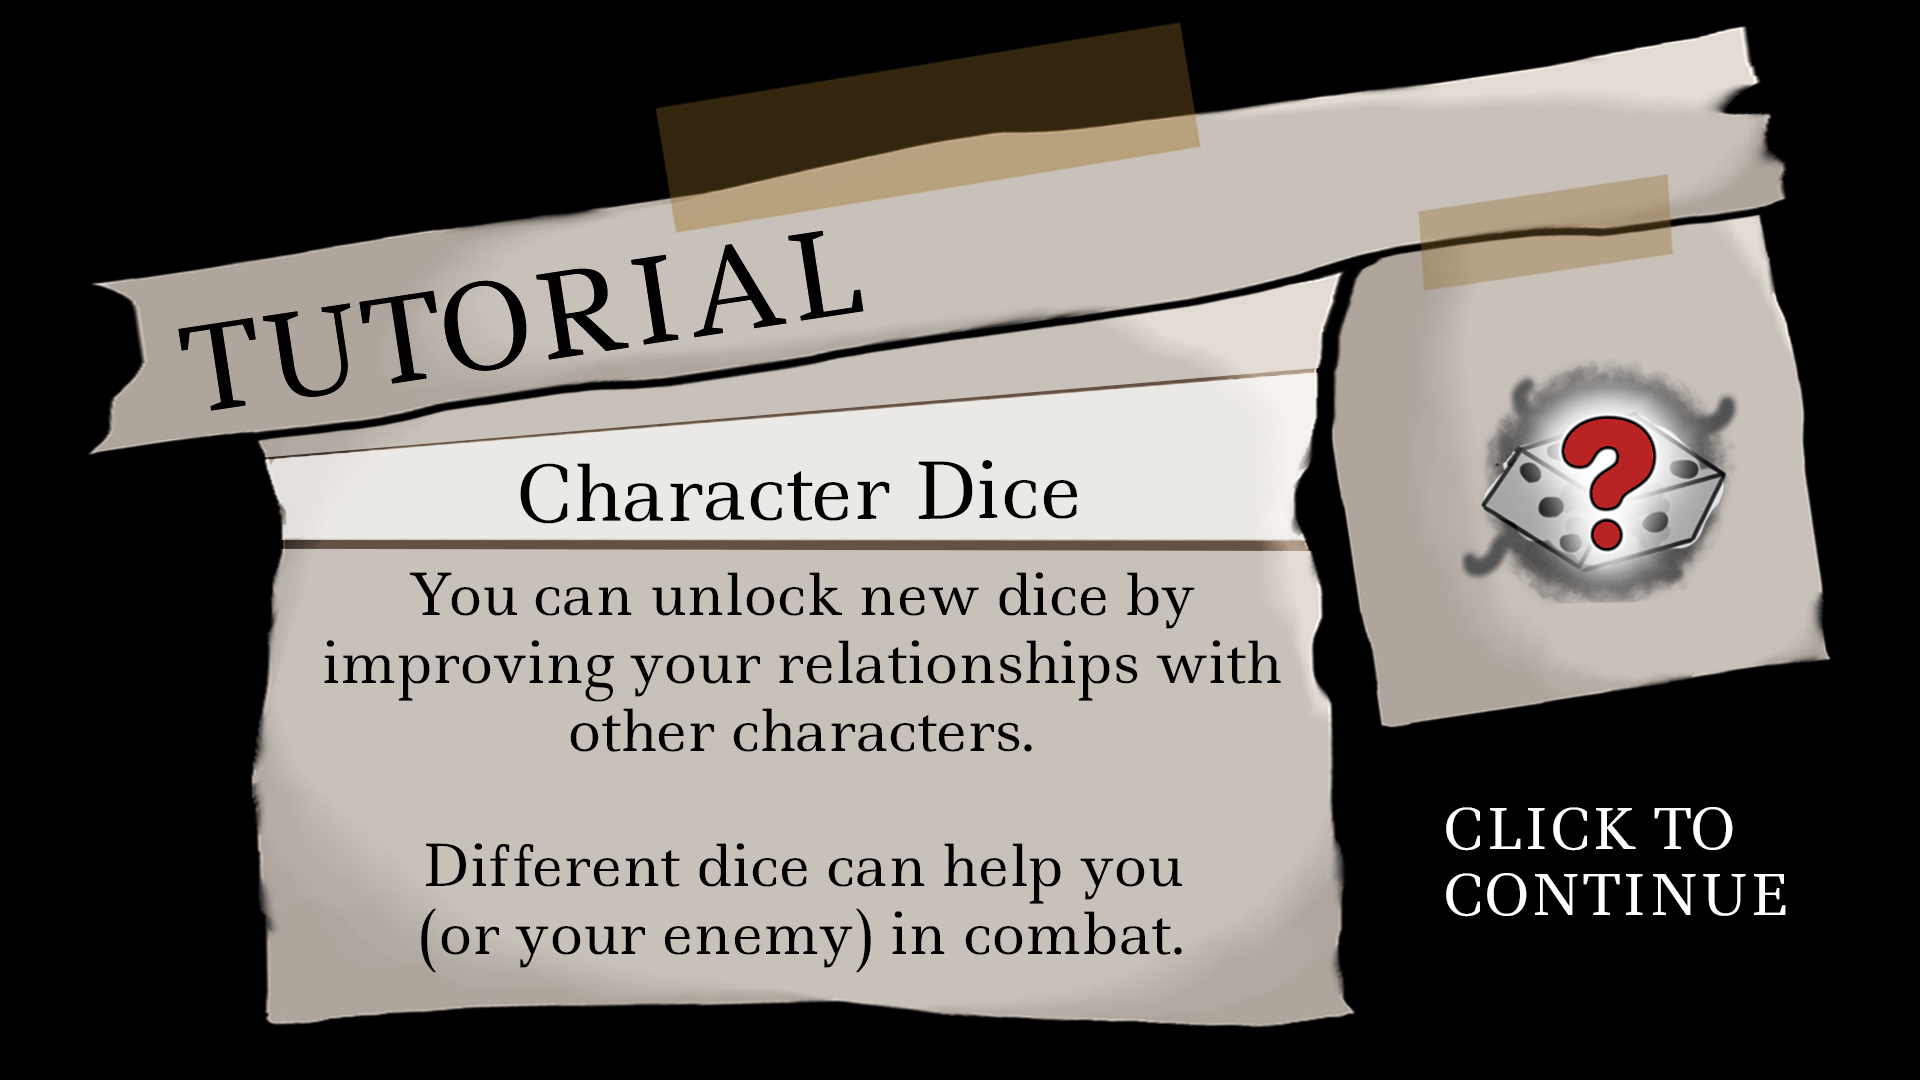 TUTORIAL
Character Dice
You can unlock new dice by
improving your relationships with
other characters.
Different dice can help you
(or your enemy) in combat.
?
CLICK TO
CONTINUE